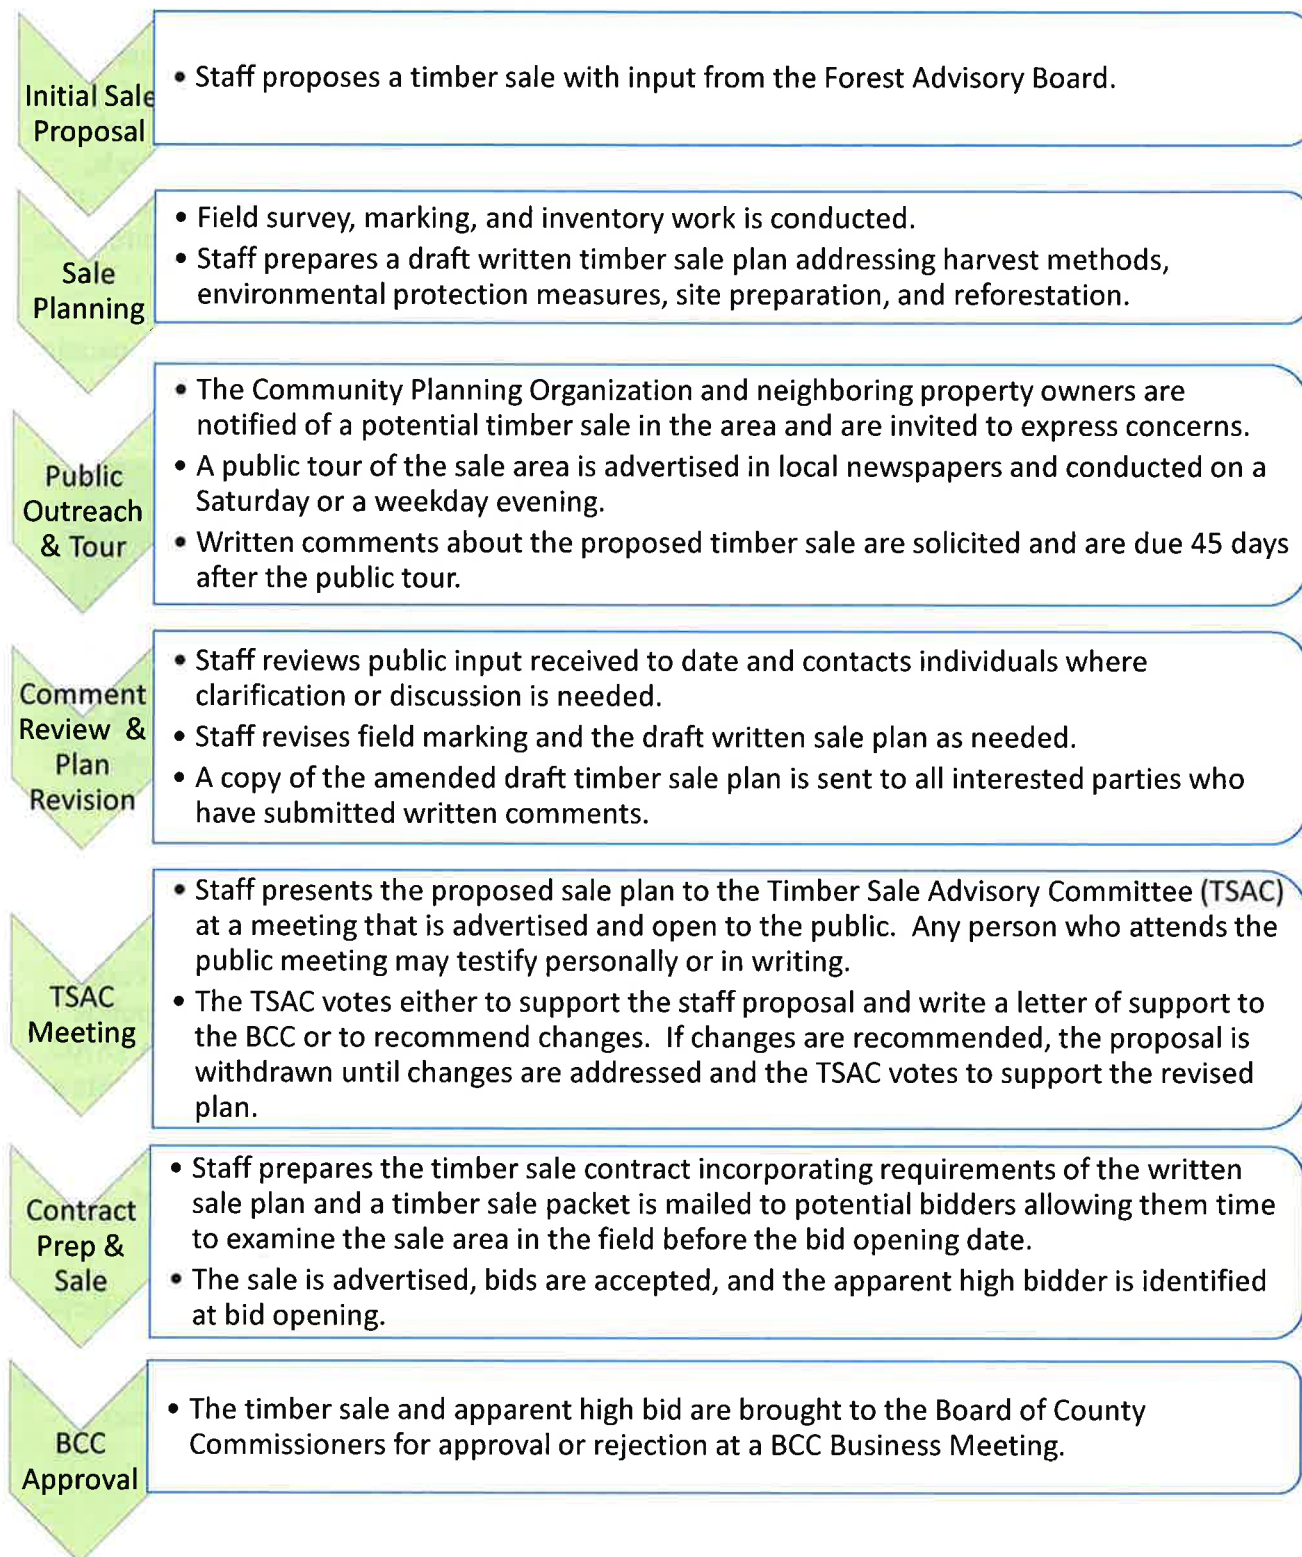 Initial Sale
Proposal
• Staff proposes a timber sale with input from the Forest Advisory Board.
Sale
Planning
• Field survey, marking, and inventory work is conducted.
• Staff prepares a draft written timber sale plan addressing harvest methods,
environmental protection measures, site preparation, and reforestation.
Public
Outreach
& Tour
• The Community Planning Organization and neighboring property owners are
notified of a potential timber sale in the area and are invited to express concerns.
• A public tour of the sale area is advertised in local newspapers and conducted on a
Saturday or a weekday evening.
• Written comments about the proposed timber sale are solicited and are due 45 days
after the public tour.
Comment
Review & 
Plan
Revision
• Staff reviews public input received to date and contacts individuals where
clarification or discussion is needed.
• Staff revises field marking and the draft written sale plan as needed.
• A copy of the amended draft timber sale plan is sent to all interested parties who
have submitted written comments.
TSAC
Meeting
• Staff presents the proposed sale plan to the Timber Sale Advisory Committee (TSAC)
at a meeting that is advertised and open to the public. Any person who attends the
public meeting may testify personally or in writing.
• The TSAC votes either to support the staff proposal and write a letter of support to
the BCC or to recommend changes. If changes are recommended, the proposal is
withdrawn until changes are addressed and the TSAC votes to support the revised
plan.
Contract
Prep &
Sale
• Staff prepares the timber sale contract incorporating requirements of the written
sale plan and a timber sale packet is mailed to potential bidders allowing them time
to examine the sale area in the field before the bid opening date.
• The sale is advertised, bids are accepted, and the apparent high bidder is identified
at bid opening.
BCC
Approval
• The timber sale and apparent high bid are brought to the Board of County
Commissioners for approval or rejection at a BCC Business Meeting.